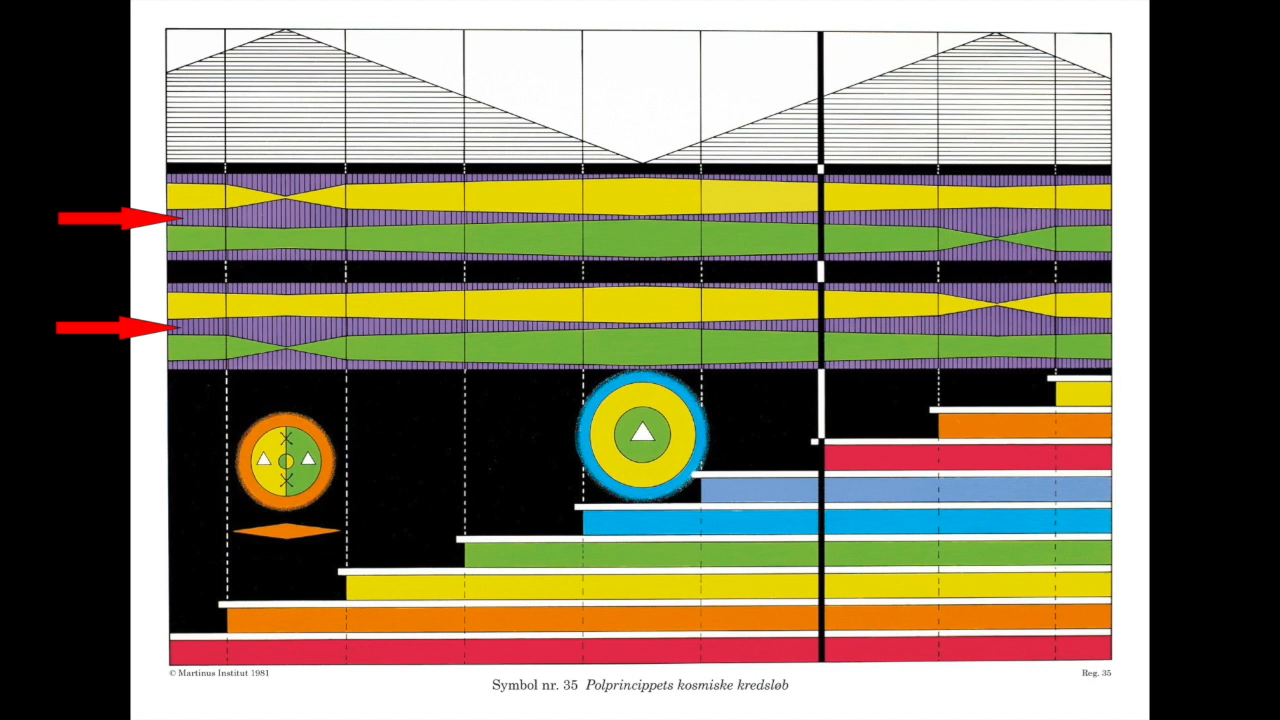 © Martinus Institut 1981
Reg. 35
Symbol nr. 35 Polprincippets kosmiske kredsløb